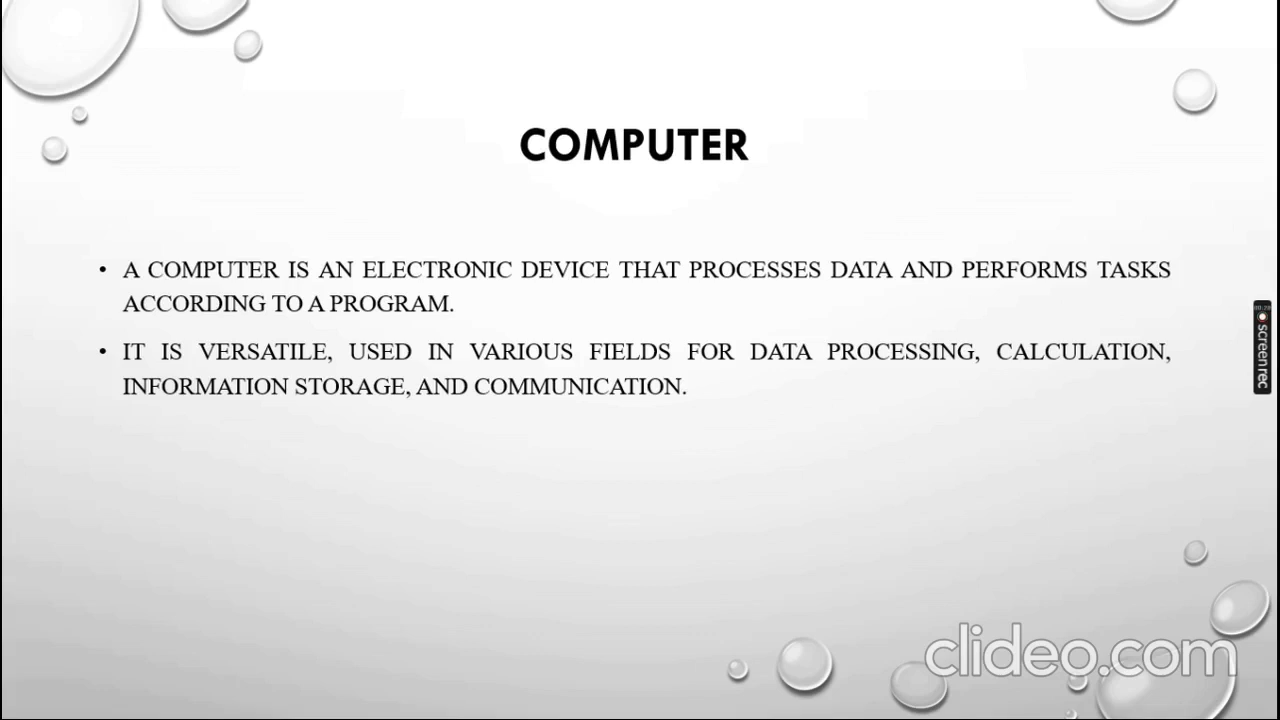 COMPUTER
• A COMPUTER IS AN ELECTRONIC DEVICE THAT PROCESSES DATA AND PERFORMS TASKS
ACCORDING TO A PROGRAM.
• IT IS VERSATILE, USED IN VARIOUS FIELDS FOR DATA PROCESSING, CALCULATION,
INFORMATION STORAGE, AND COMMUNICATION.
screenrec
clideo.com